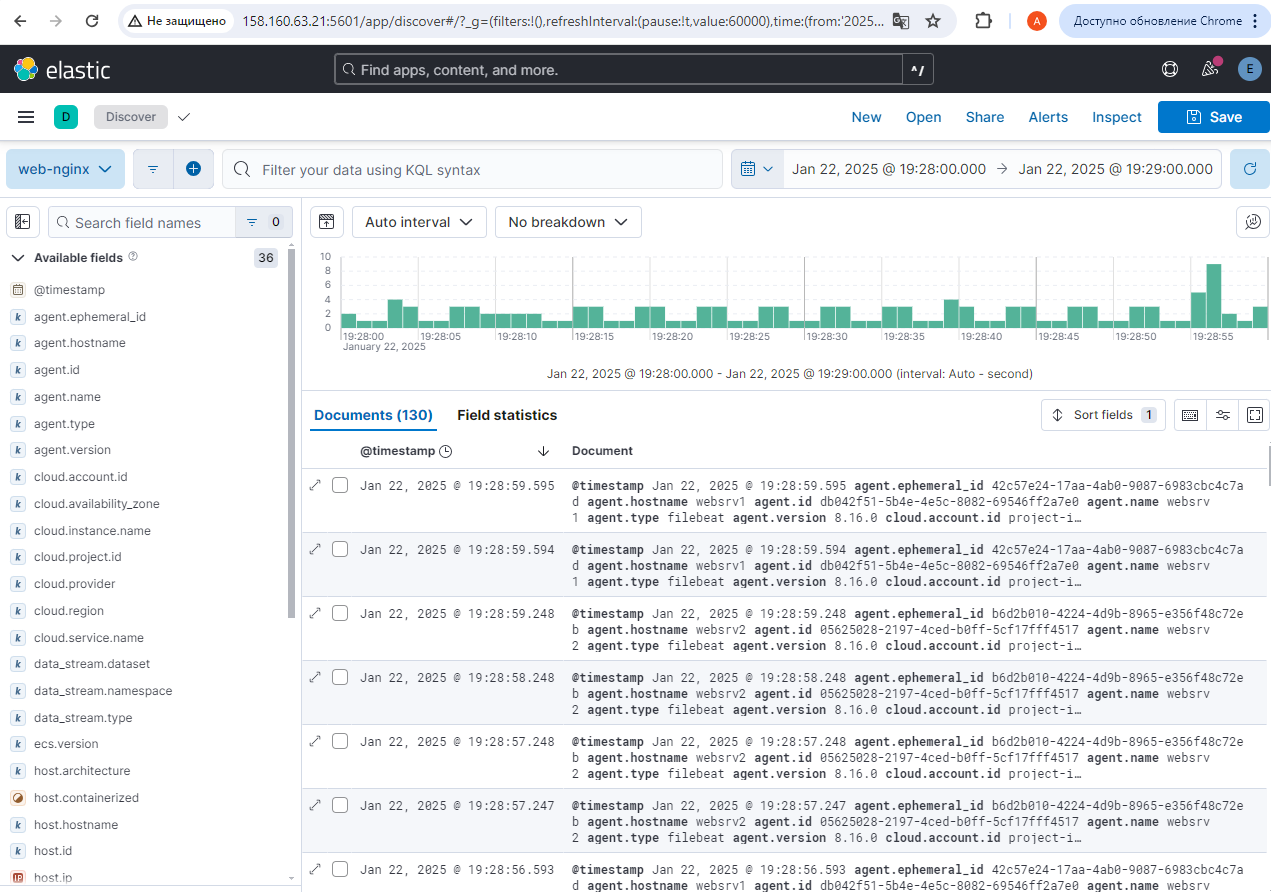 Не защищено 158.160.63.21:5601/app/discover#/?_g=(filters:!(),refreshInterval:(pause:!t,value:60000),time:(from:'2025... A Доступно обновление Chrome
elastic Find apps, content, and more. ^/ E
D Discover New Open Share Alerts Inspect Save
web-nginx Filter your data using KQL syntax Jan 22, 2025 @ 19:28:00.000 → Jan 22, 2025 @ 19:29:00.000
Search field names 0 Auto interval No breakdown
Available fields 36
@timestamp
agent.ephemeral_id
agent.hostname
agent.id
agent.name
agent.type
agent.version
cloud.account.id
cloud.availability_zone
cloud.instance.name
cloud.project.id
cloud.provider
cloud.region
cloud.service.name
data_stream.dataset
data_stream.namespace
data_stream.type
ecs.version
host.architecture
host.containerized
host.hostname
host.id
host.ip
10
8
6
4
2
0
19:28:00 19:28:05 19:28:10 19:28:15 19:28:20 19:28:25 19:28:30 19:28:35 19:28:40 19:28:45 19:28:50 19:28:55
January 22, 2025
Jan 22, 2025 @ 19:28:00.000 - Jan 22, 2025 @ 19:29:00.000 (interval: Auto - second)
Documents (130) Field statistics Sort fields 1
@timestamp Document
Jan 22, 2025 @ 19:28:59.595 @timestamp Jan 22, 2025 @ 19:28:59.595 agent.ephemeral_id 42c57e24-17aa-4ab0-9087-6983cbc4c7a
d agent.hostname websrv1 agent.id db042f51-5b4e-4e5c-8082-69546ff2a7e0 agent.name websrv
1 agent.type filebeat agent.version 8.16.0 cloud.account.id project-i…
Jan 22, 2025 @ 19:28:59.594 @timestamp Jan 22, 2025 @ 19:28:59.594 agent.ephemeral_id 42c57e24-17aa-4ab0-9087-6983cbc4c7a
d agent.hostname websrv1 agent.id db042f51-5b4e-4e5c-8082-69546ff2a7e0 agent.name websrv
1 agent.type filebeat agent.version 8.16.0 cloud.account.id project-i…
Jan 22, 2025 @ 19:28:59.248 @timestamp Jan 22, 2025 @ 19:28:59.248 agent.ephemeral_id b6d2b010-4224-4d9b-8965-e356f48c72e
b agent.hostname websrv2 agent.id 05625028-2197-4ced-b0ff-5cf17fff4517 agent.name websrv
2 agent.type filebeat agent.version 8.16.0 cloud.account.id project-i…
Jan 22, 2025 @ 19:28:58.248 @timestamp Jan 22, 2025 @ 19:28:58.248 agent.ephemeral_id b6d2b010-4224-4d9b-8965-e356f48c72e
b agent.hostname websrv2 agent.id 05625028-2197-4ced-b0ff-5cf17fff4517 agent.name websrv
2 agent.type filebeat agent.version 8.16.0 cloud.account.id project-i…
Jan 22, 2025 @ 19:28:57.248 @timestamp Jan 22, 2025 @ 19:28:57.248 agent.ephemeral_id b6d2b010-4224-4d9b-8965-e356f48c72e
b agent.hostname websrv2 agent.id 05625028-2197-4ced-b0ff-5cf17fff4517 agent.name websrv
2 agent.type filebeat agent.version 8.16.0 cloud.account.id project-i…
Jan 22, 2025 @ 19:28:57.247 @timestamp Jan 22, 2025 @ 19:28:57.247 agent.ephemeral_id b6d2b010-4224-4d9b-8965-e356f48c72e
b agent.hostname websrv2 agent.id 05625028-2197-4ced-b0ff-5cf17fff4517 agent.name websrv
2 agent.type filebeat agent.version 8.16.0 cloud.account.id project-i…
Jan 22, 2025 @ 19:28:56.593 @timestamp Jan 22, 2025 @ 19:28:56.593 agent.ephemeral_id 42c57e24-17aa-4ab0-9087-6983cbc4c7a
d agent.hostname websrv1 agent.id db042f51-5b4e-4e5c-8082-69546ff2a7e0 agent.name websrv